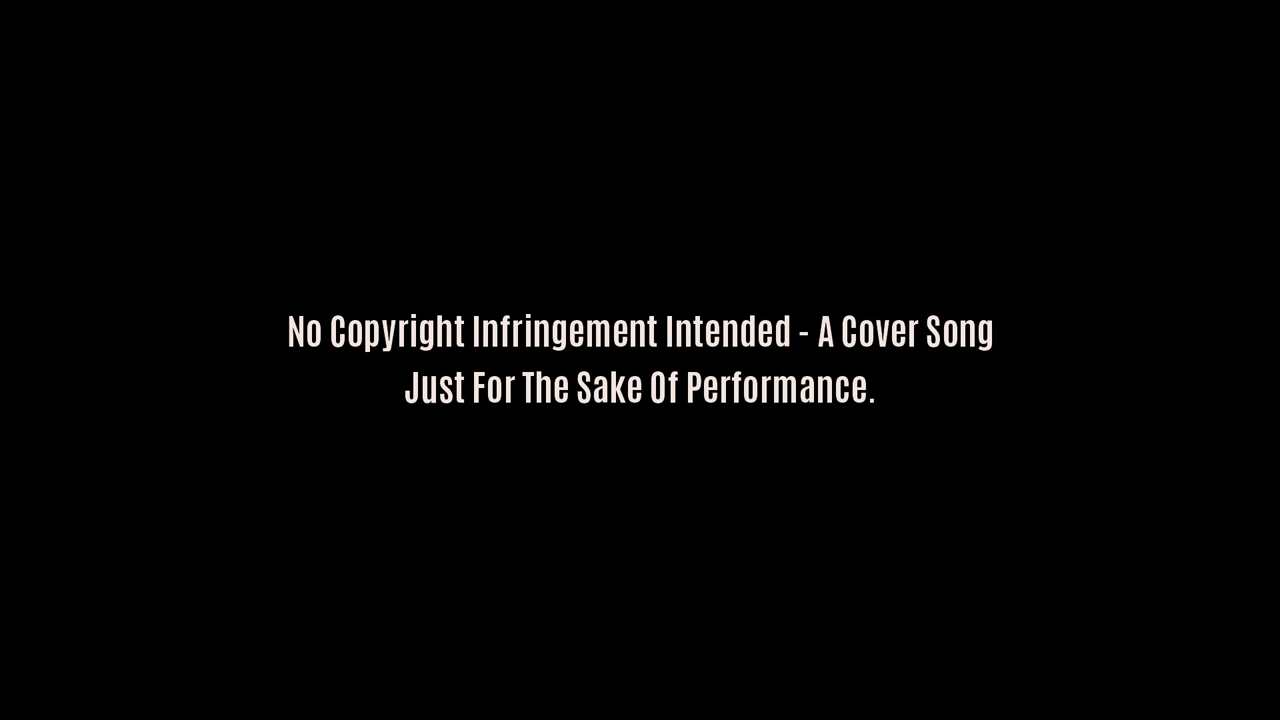 No Copyright Infringement Intended - A Cover Song
Just For The Sake Of Performance.